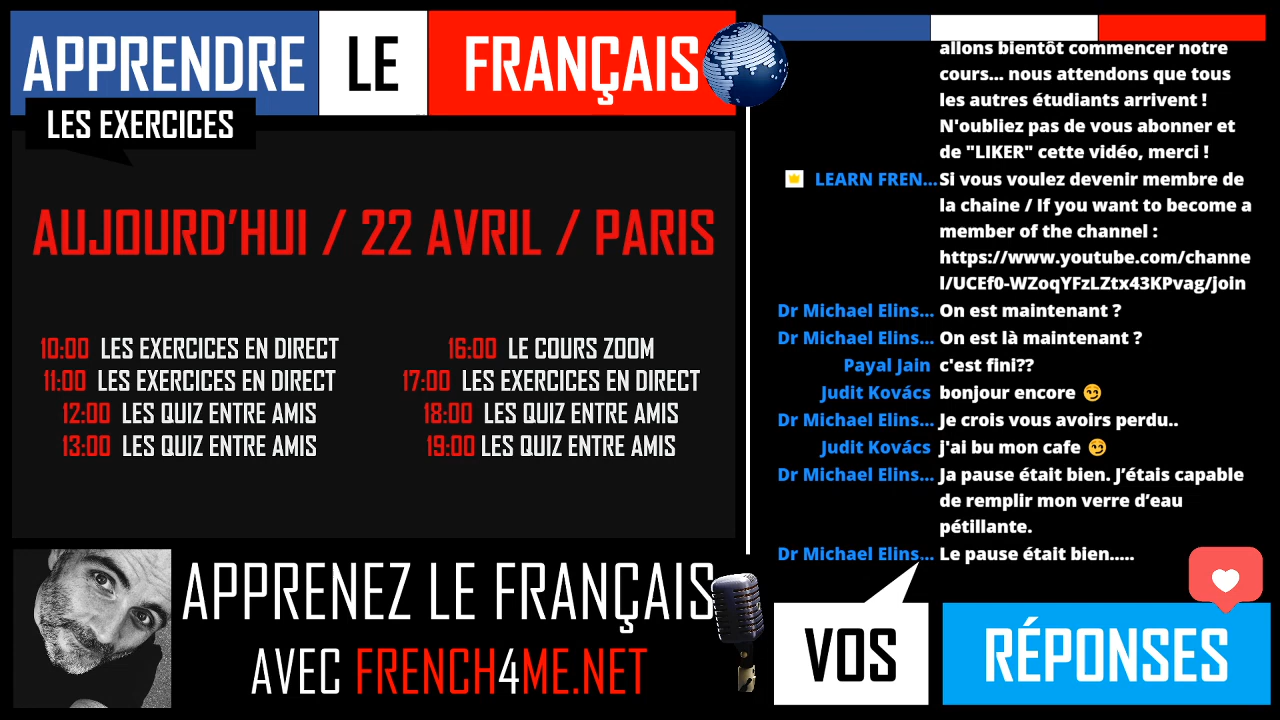 APPRENDRE LE FRANÇAIS
LES EXERCICES
AUJOURD'HUI / 22 AVRIL / PARIS
10:00 LES EXERCICES EN DIRECT
11:00 LES EXERCICES EN DIRECT
12:00 LES QUIZ ENTRE AMIS
13:00 LES QUIZ ENTRE AMIS
16:00 LE COURS ZOOM
17:00 LES EXERCICES EN DIRECT
18:00 LES QUIZ ENTRE AMIS
19:00 LES QUIZ ENTRE AMIS
APPRENEZ LE FRANÇAIS
AVEC FRENCH4ME.NET
allons bientôt commencer notre
cours... nous attendons que tous
les autres étudiants arrivent !
N'oubliez pas de vous abonner et
de "LIKER" cette vidéo, merci !
LEARN FREN... Si vous voulez devenir membre de
la chaine / If you want to become a
member of the channel :
https://www.youtube.com/channe
l/UCEf0-WZoqYFzLZtx43KPvag/join
Dr Michael Elins... On est maintenant ?
Dr Michael Elins... On est là maintenant ?
Payal Jain c'est fini??
Judit Kovács bonjour encore 😏
Dr Michael Elins... Je crois vous avoirs perdu..
Judit Kovács j'ai bu mon cafe 😏
Dr Michael Elins... Ja pause était bien. J’étais capable
de remplir mon verre d’eau
pétillante.
Dr Michael Elins... Le pause était bien.....
VOS RÉPONSES